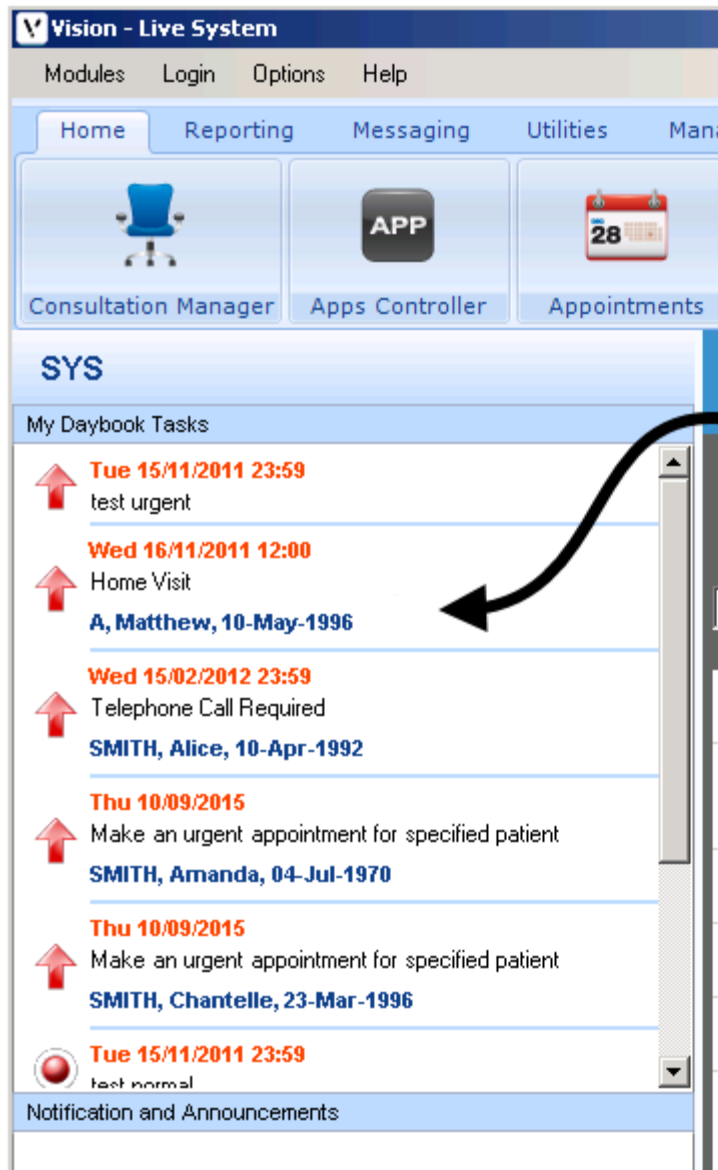 Vision - Live System
Modules Login Options Help
Home Reporting Messaging Utilities
APP
28
Consultation Manager Apps Controller Appointments
SYS
My Daybook Tasks
Tue 15/11/2011 23:59
test urgent
Wed 16/11/2011 12:00
Home Visit
A, Matthew, 10-May-1996
Wed 15/02/2012 23:59
Telephone Call Required
SMITH, Alice, 10-Apr-1992
Thu 10/09/2015
Make an urgent appointment for specified patient
SMITH, Amanda, 04-Jul-1970
Thu 10/09/2015
Make an urgent appointment for specified patient
SMITH, Chantelle, 23-Mar-1996
Tue 15/11/2011 23:59
test normal
Notification and Announcements